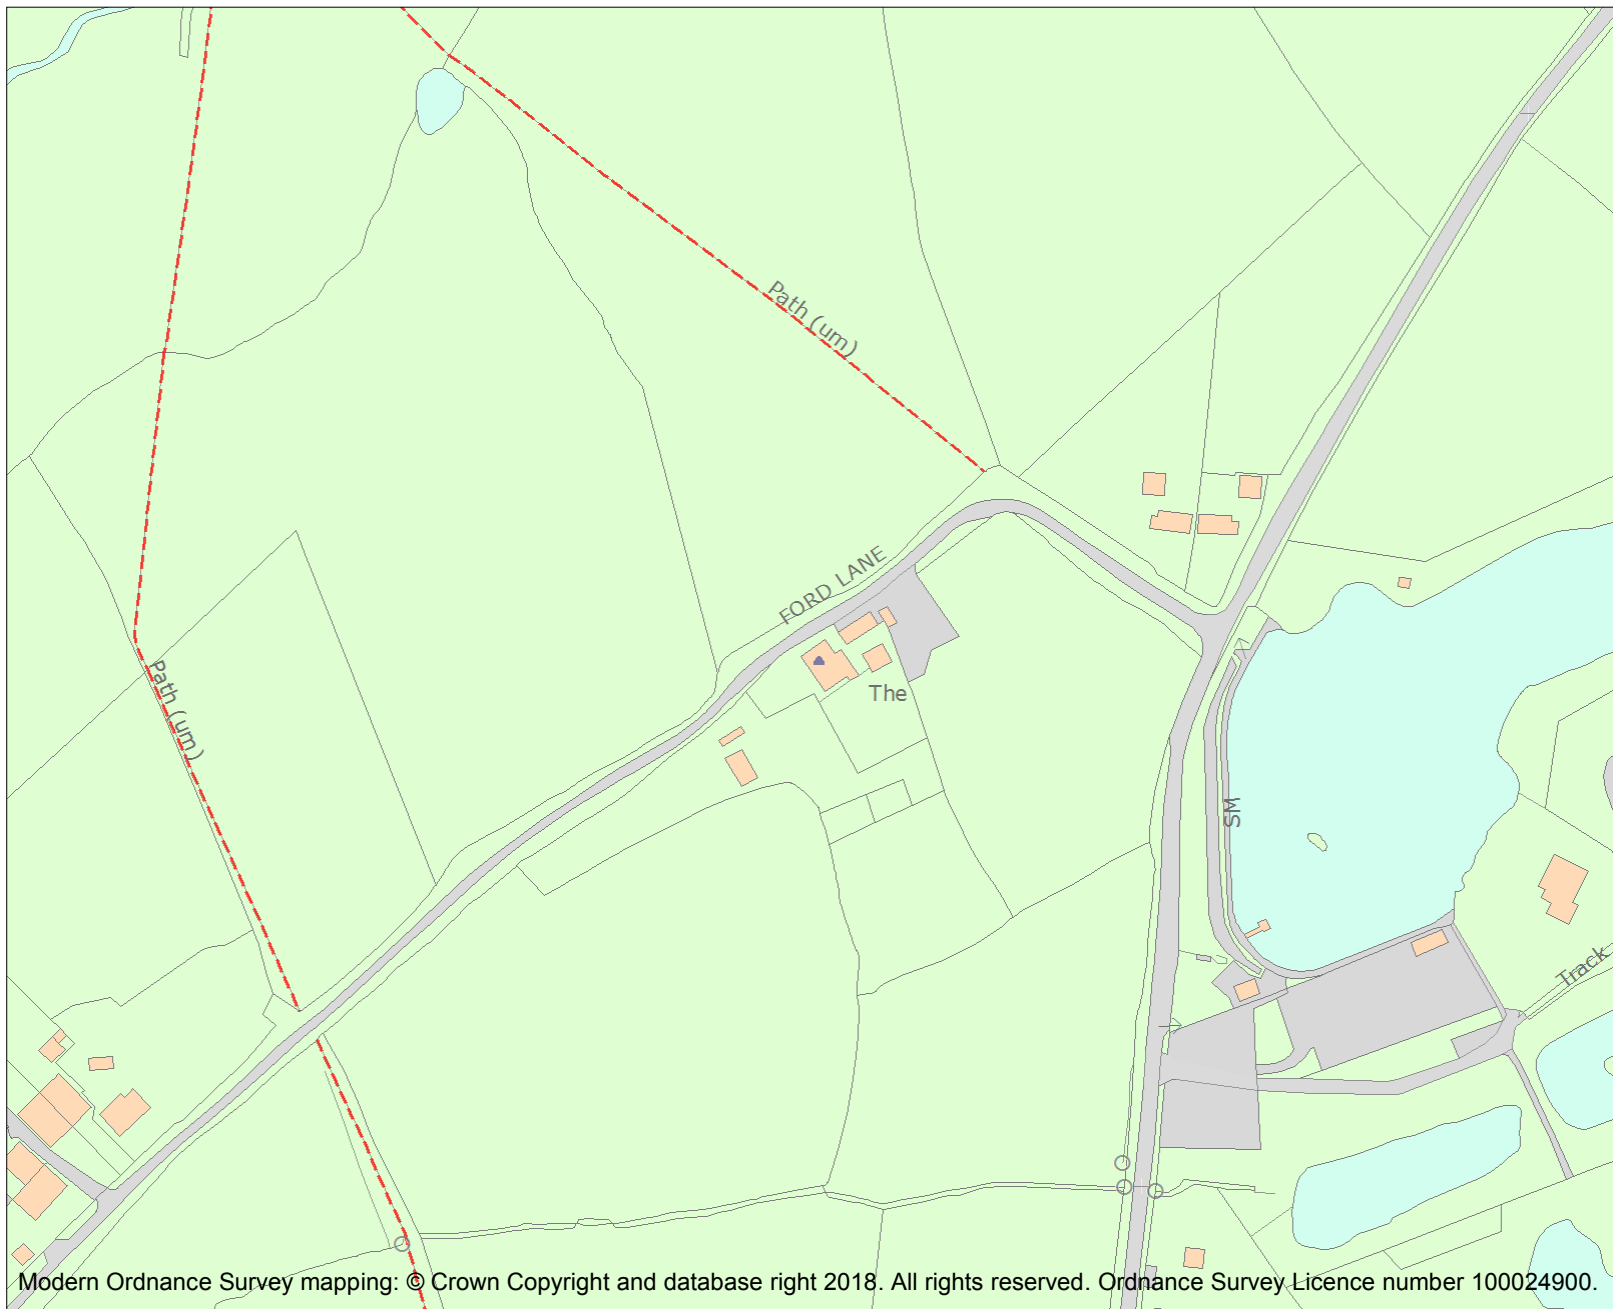 Path (um)
FORD LANE
Path (um)
The
SM
Track
Modern Ordnance Survey mapping: © Crown Copyright and database right 2018. All rights reserved. Ordnance Survey Licence number 100024900.